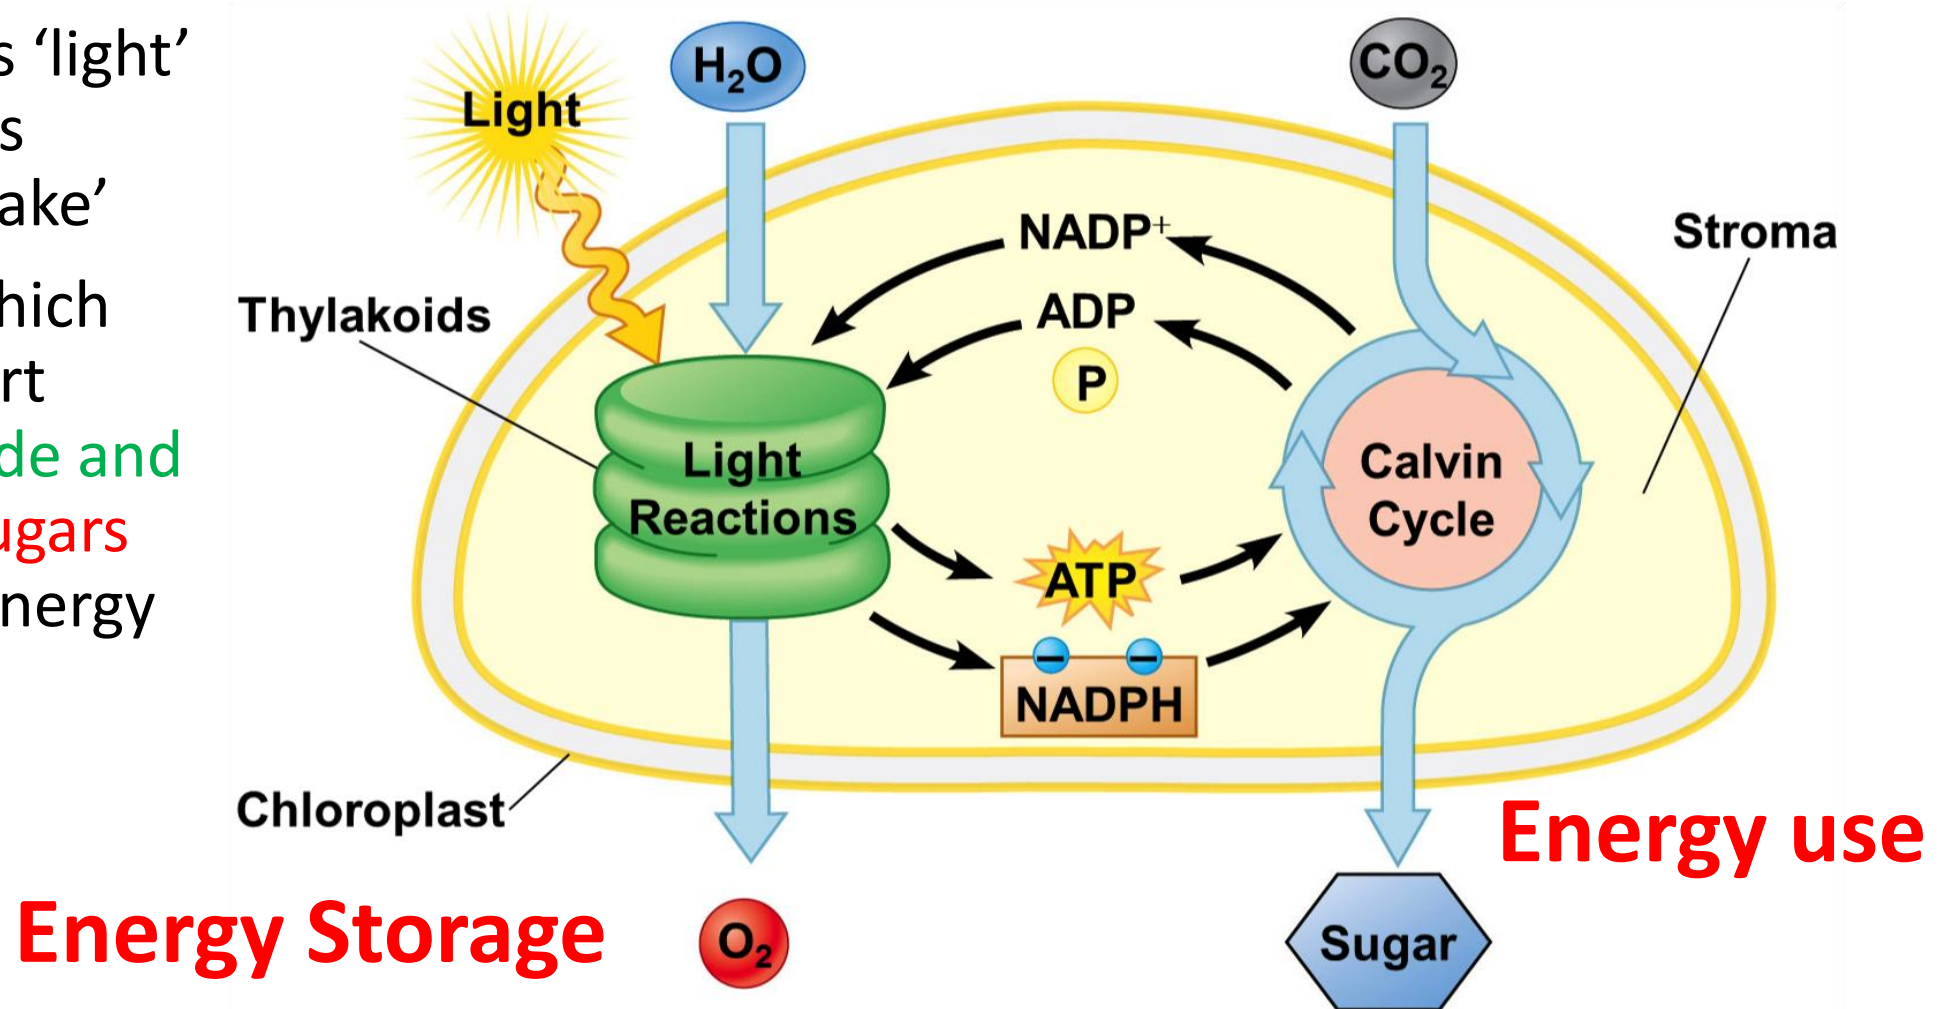 s ‘light’
s
ake’
hich
rt
de and
ugars
nergy
Light
H₂O
CO₂
NADP⁺
Stroma
Thylakoids
ADP
P
Light
Reactions
Calvin
Cycle
ATP
NADPH
Chloroplast
Energy use
Energy Storage
O₂
Sugar